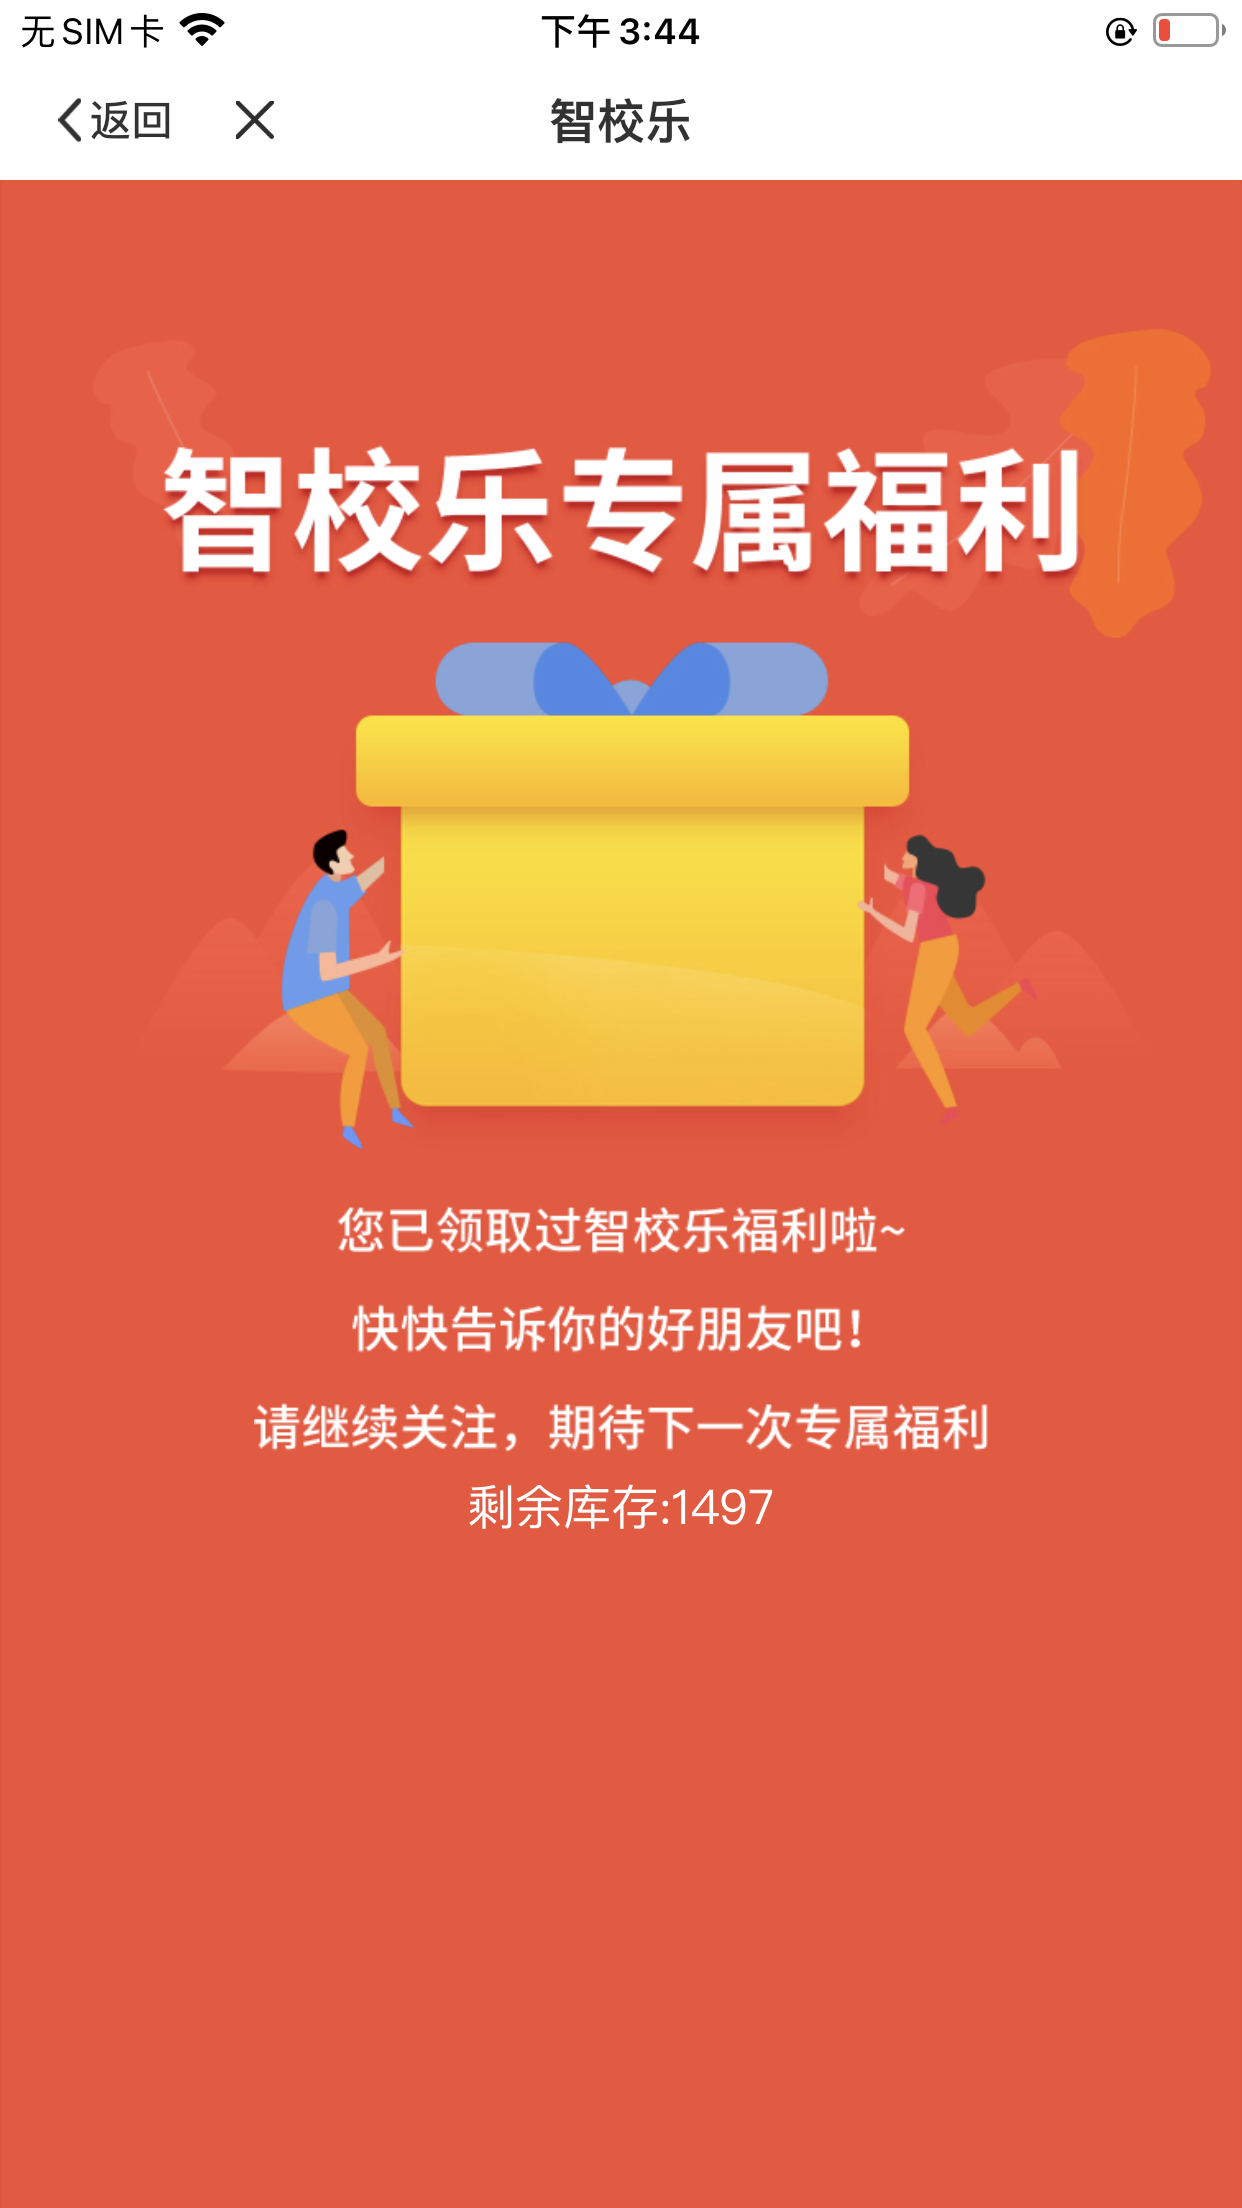 无SIM卡 下午3:44
返回 智校乐
智校乐专属福利
您已领取过智校乐福利啦~
快快告诉你的好朋友吧！
请继续关注，期待下一次专属福利
剩余库存:1497